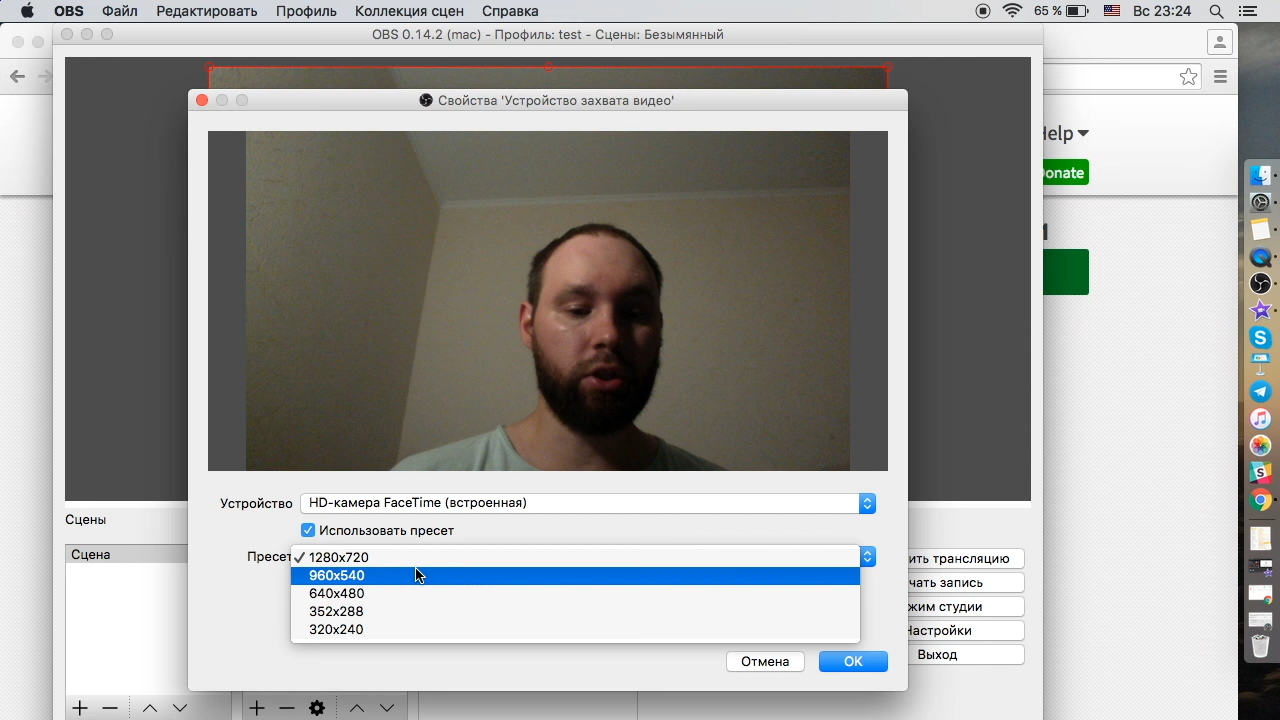 OBS Файл Редактировать Профиль Коллекция сцен Справка 65 % Вс 23:24
OBS 0.14.2 (mac) - Профиль: test - Сцены: Безымянный
Свойства 'Устройство захвата видео'
Help
Donate
Устройство HD-камера FaceTime (встроенная)
Использовать пресет
Пресет 1280x720
960x540
640x480
352x288
320x240
Отмена OK
Сцены
Сцена
ить трансляцию
чать запись
жим студии
Настройки
Выход